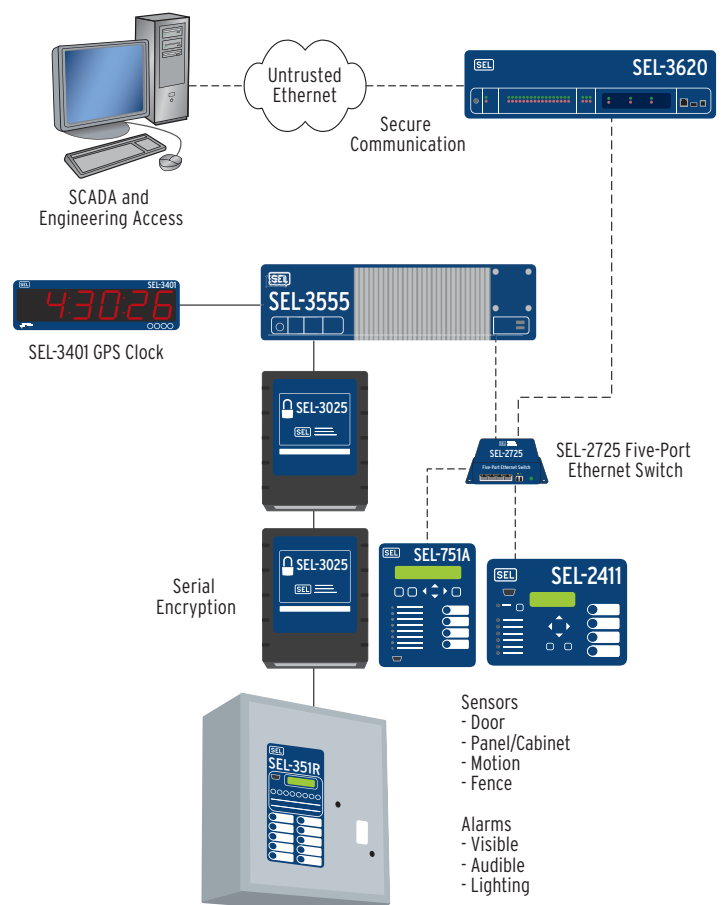 SEL
SEL-3620
Untrusted
Ethernet
Secure
Communication
SCADA and
Engineering Access
SEL
SEL-3401
4:30:26
SEL-3401 GPS Clock
SEL
SEL-3555
SEL-3025
SEL
SEL-2725
Five-Port Ethernet Switch
SEL-2725 Five-Port
Ethernet Switch
SEL-3025
SEL
Serial
Encryption
SEL
SEL-751A
SEL
SEL-2411
SEL
SEL-351R
Sensors
- Door
- Panel/Cabinet
- Motion
- Fence
Alarms
- Visible
- Audible
- Lighting